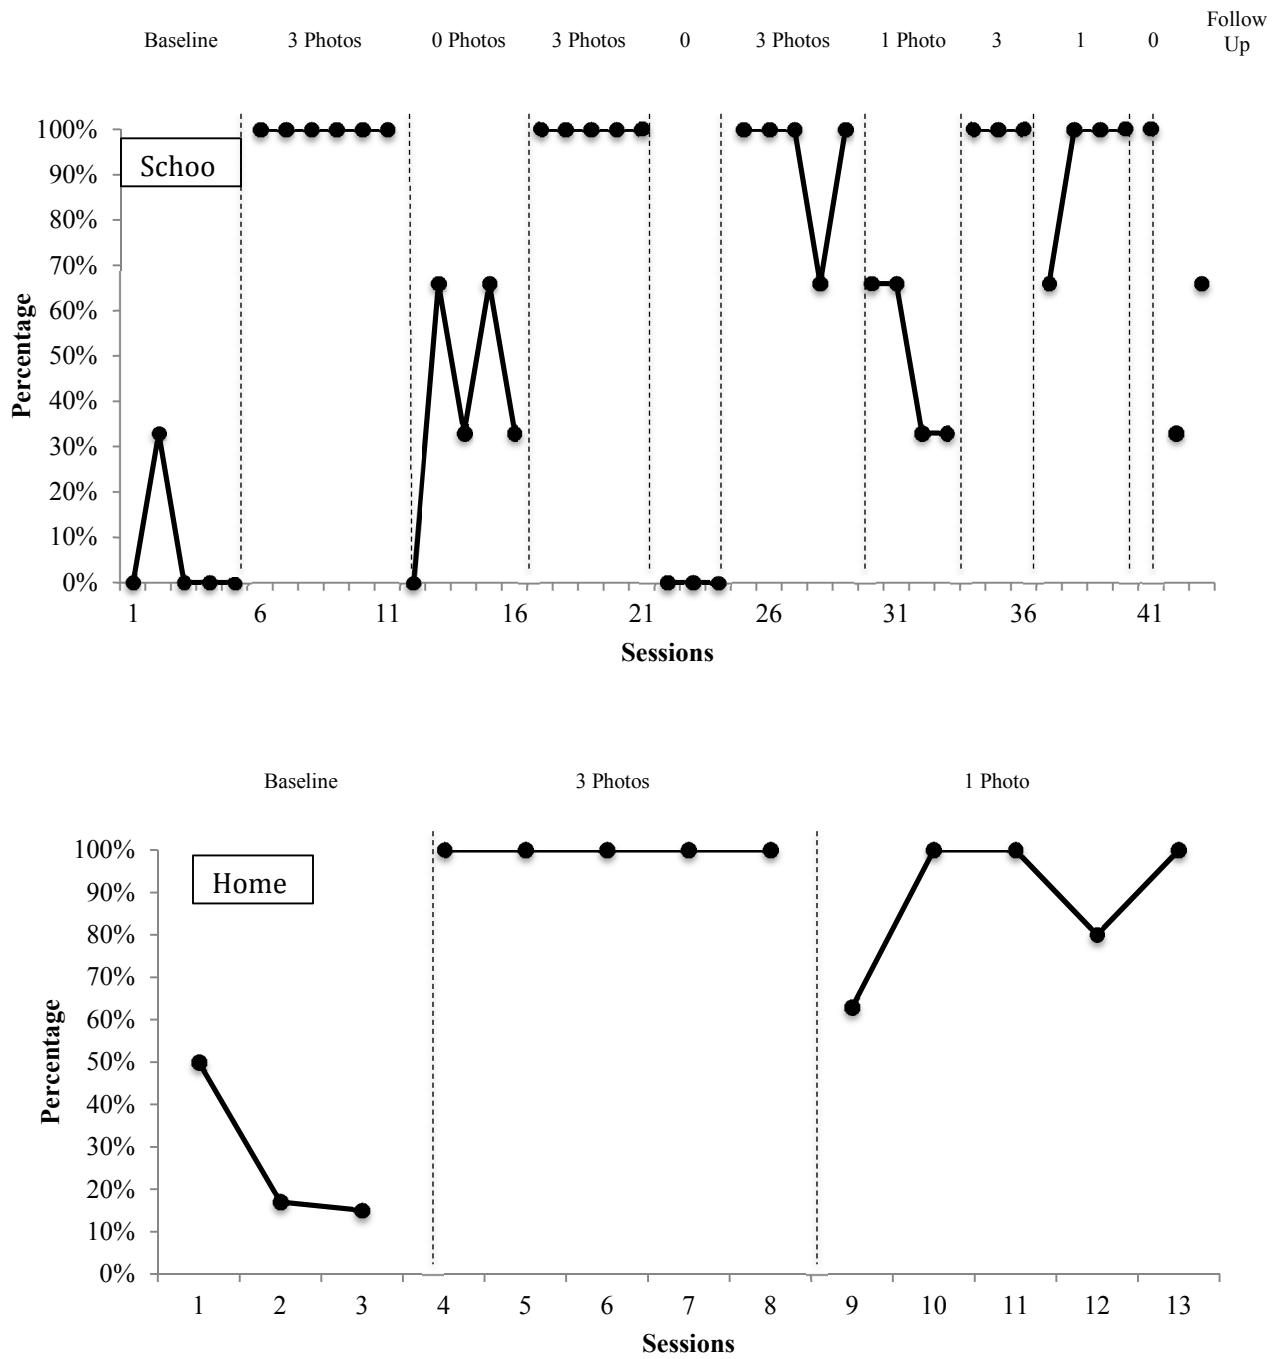 Follow
Baseline 3 Photos 0 Photos 3 Photos 0 3 Photos 1 Photo 3 1 0 Up
100%
Schoo
90%
80%
70%
60%
50%
40%
30%
20%
10%
0%
Percentage
1 6 11 16 21 26 31 36 41
Sessions
Baseline 3 Photos 1 Photo
100%
Home
90%
80%
70%
60%
50%
40%
30%
20%
10%
0%
Percentage
1 2 3 4 5 6 7 8 9 10 11 12 13
Sessions